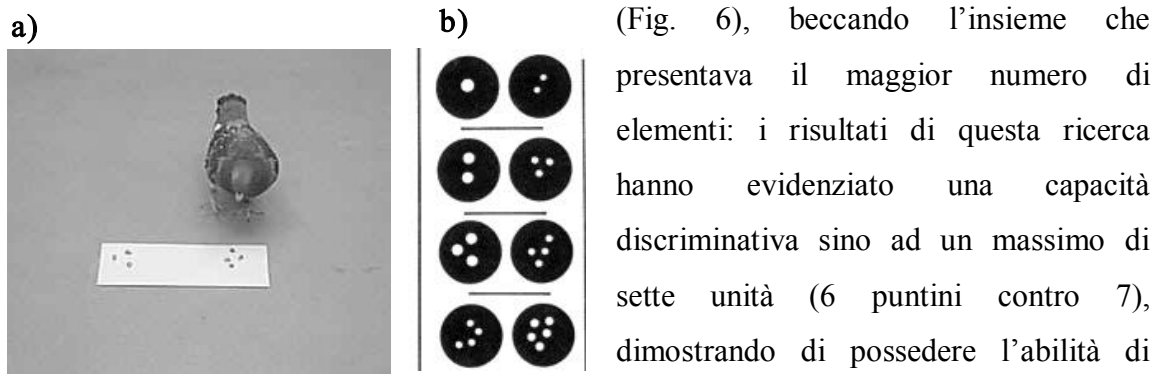 a)
b)
(Fig. 6), beccando l’insieme che
presentava il maggior numero di
elementi: i risultati di questa ricerca
hanno evidenziato una capacità
discriminativa sino ad un massimo di
sette unità (6 puntini contro 7),
dimostrando di possedere l’abilità di